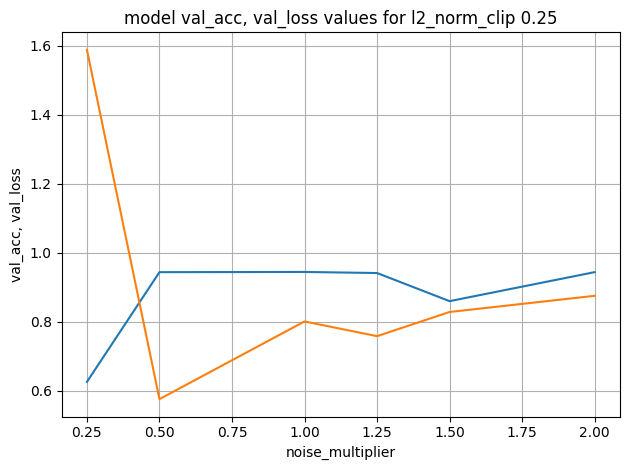 model val_acc, val_loss values for l2_norm_clip 0.25
val_acc, val_loss
1.6
1.4
1.2
1.0
0.8
0.6
0.25 0.50 0.75 1.00 1.25 1.50 1.75 2.00
noise_multiplier